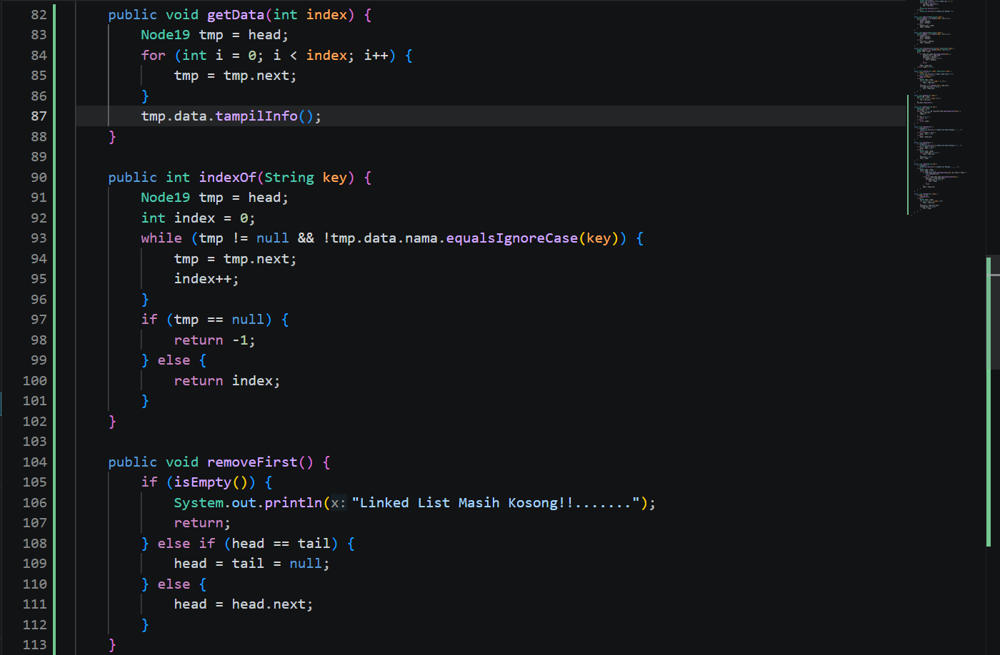 82 public void getData(int index) {
83 Node19 tmp = head;
84 for (int i = 0; i < index; i++) {
85 tmp = tmp.next;
86 }
87 tmp.data.tampilInfo();
88 }
89
90 public int indexOf(String key) {
91 Node19 tmp = head;
92 int index = 0;
93 while (tmp != null && !tmp.data.nama.equalsIgnoreCase(key)) {
94 tmp = tmp.next;
95 index++;
96 }
97 if (tmp == null) {
98 return -1;
99 } else {
100 return index;
101 }
102 }
103
104 public void removeFirst() {
105 if (isEmpty()) {
106 System.out.println(x: "Linked List Masih Kosong!!.......");
107 return;
108 } else if (head == tail) {
109 head = tail = null;
110 } else {
111 head = head.next;
112 }
113 }